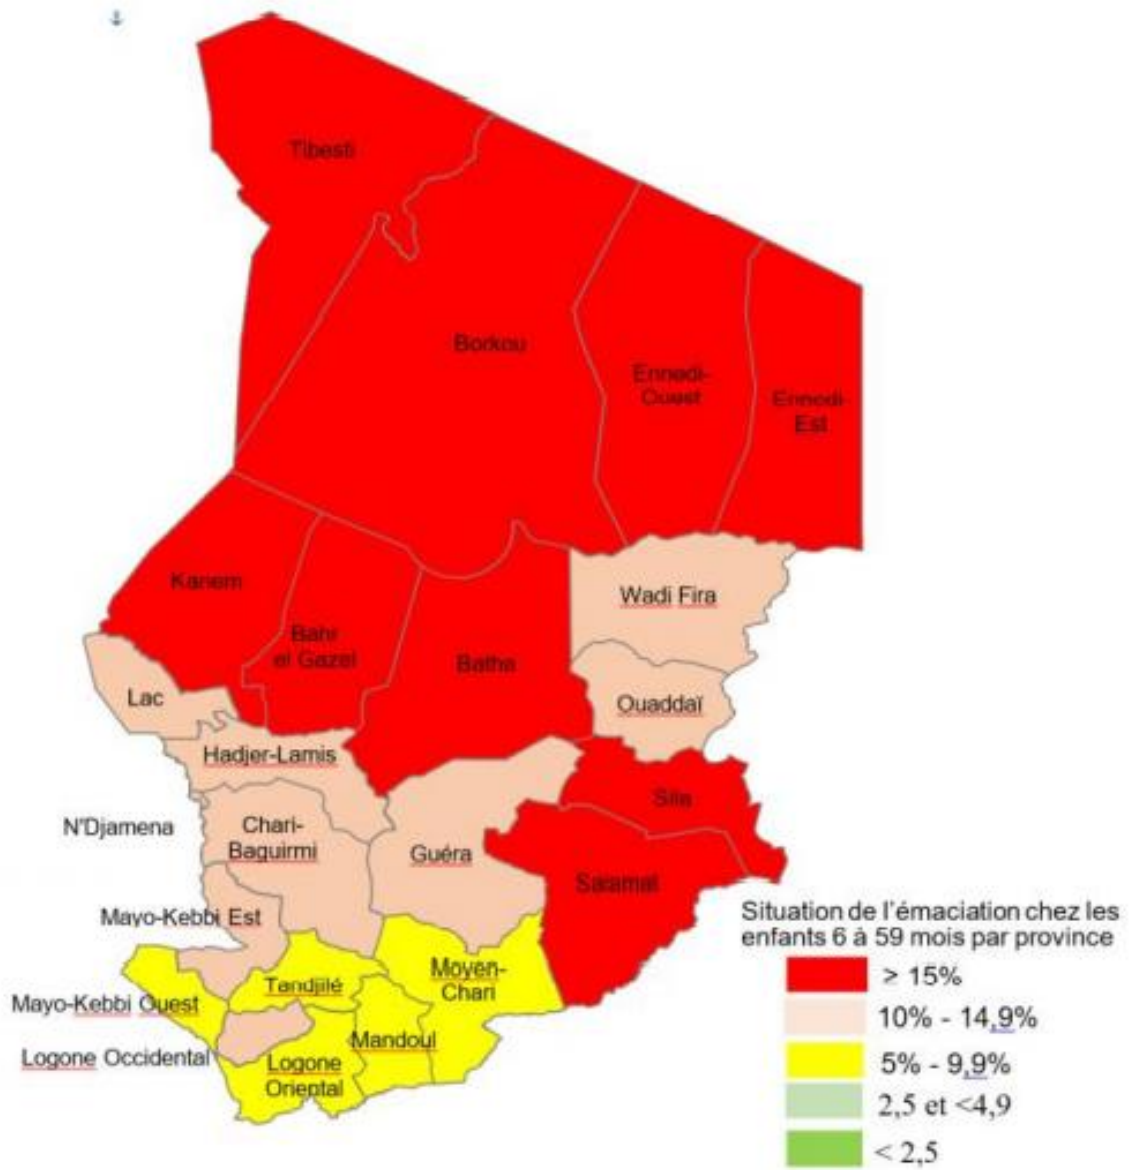 Tibesti
Borkou
Ennedi-
Ouest
Ennedi-
Est
Kanem
Bahr
el Gazel
Batha
Wadi Fira
Ouaddaï
Lac
Hadjer-Lamis
Sila
N'Djamena
Chari-
Baguirmi
Guéra
Salamat
Mayo-Kebbi Est
Situation de l'émaciation chez les
enfants 6 à 59 mois par province
≥ 15%
10% - 14,9%
5% - 9,9%
2,5 et <4,9
< 2,5
Moyen-
Chari
Tandjilé
Mayo-Kebbi Ouest
Mandoul
Logone Occidental
Logone
Oriental